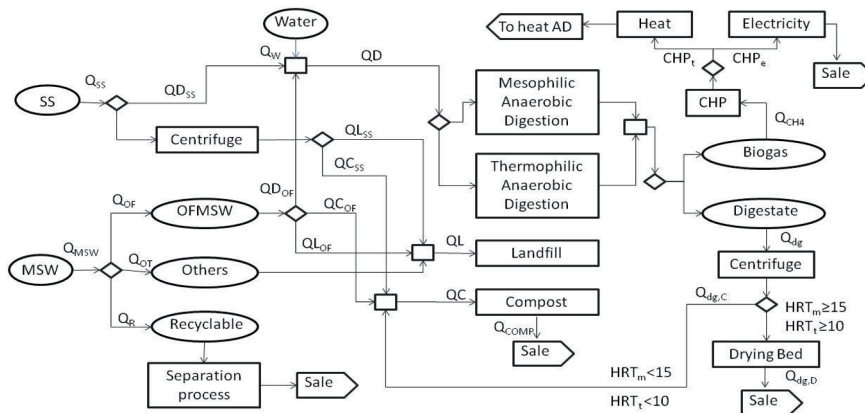 To heat AD
Heat
Electricity
Water
Q_W
QD
CHP_t
CHP_e
Sale
Q_SS
SS
QD_SS
Mesophilic
Anaerobic
Digestion
CHP
Q_CH4
Centrifuge
QL_SS
QC_SS
Biogas
Thermophilic
Anaerobic
Digestion
QD_OF
Q_OF
OFMSW
QC_OF
Digestate
Q_MSW
QL_OF
QL
Landfill
Q_dg
MSW
Q_OT
Others
Centrifuge
QC
Compost
Q_dg,C
HRT_m≥15
HRT_t≥10
Q_R
Recyclable
Q_COMP
Sale
Drying Bed
Separation
process
Sale
HRT_m<15
HRT_t<10
Q_dg,D
Sale